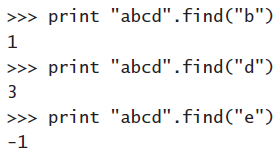 >>> print "abcd".find("b")
1
>>> print "abcd".find("d")
3
>>> print "abcd".find("e")
-1